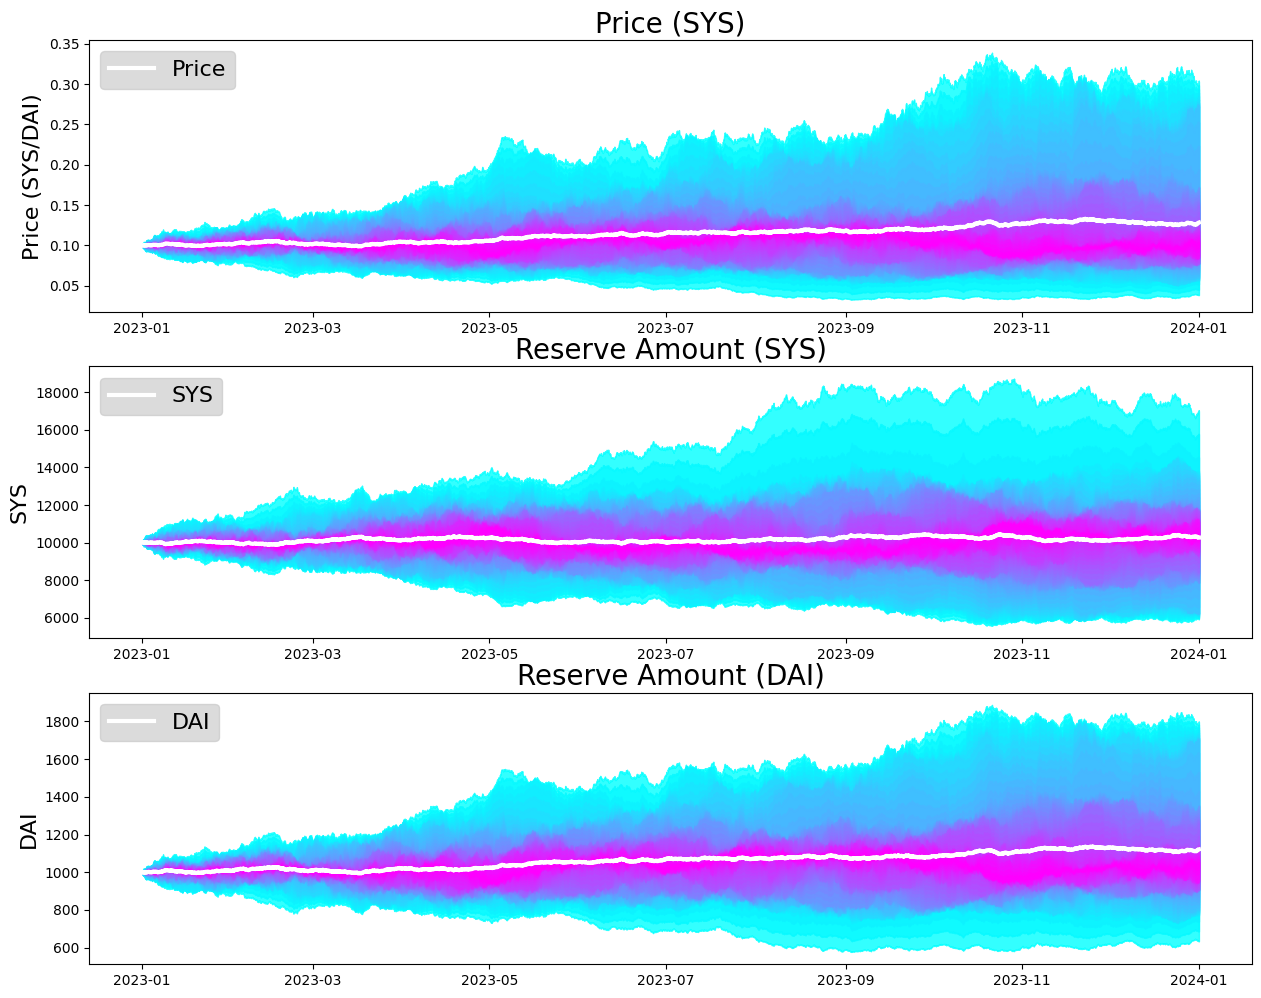 Price (SYS)
Price (SYS/DAI)
0.35
0.30
0.25
0.20
0.15
0.10
0.05
Price
2023-01 2023-03 2023-05 2023-07 2023-09 2023-11 2024-01
Reserve Amount (SYS)
SYS
18000
16000
14000
12000
10000
8000
6000
SYS
2023-01 2023-03 2023-05 2023-07 2023-09 2023-11 2024-01
Reserve Amount (DAI)
DAI
1800
1600
1400
1200
1000
800
600
DAI
2023-01 2023-03 2023-05 2023-07 2023-09 2023-11 2024-01